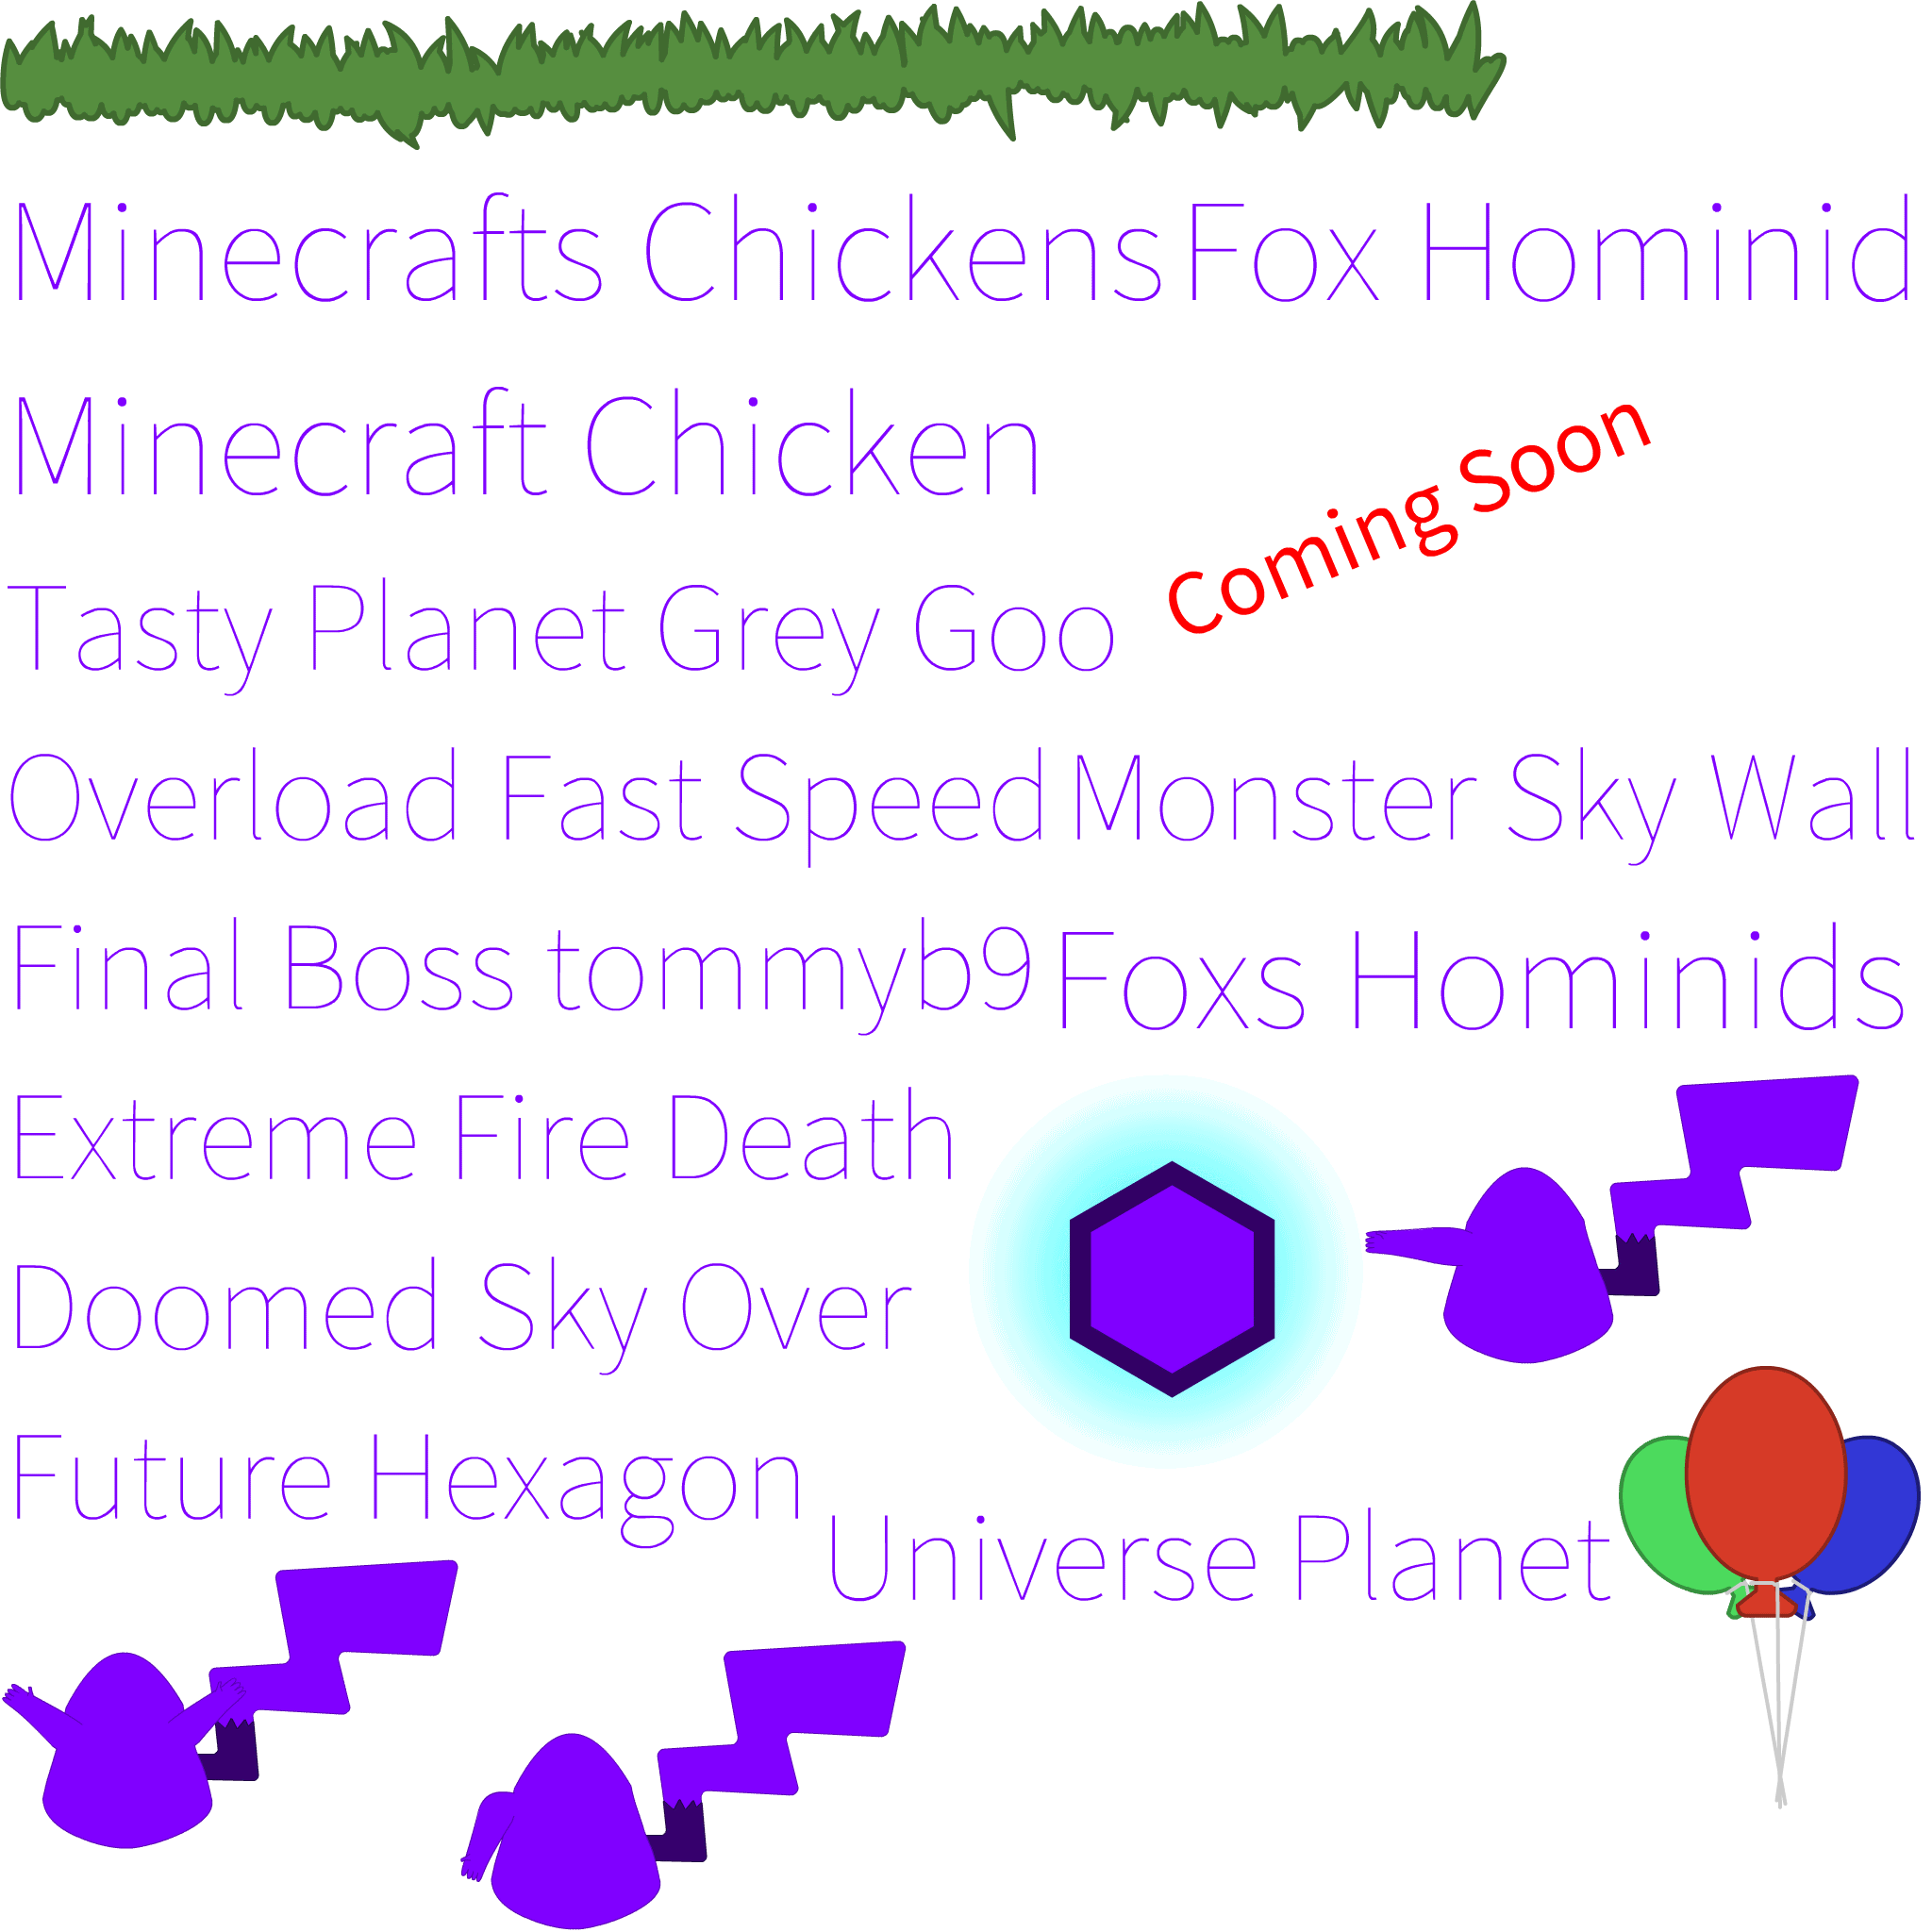 Minecrafts Chickens Fox Hominid
Minecraft Chicken
Coming Soon
Tasty Planet Grey Goo
Overload Fast Speed Monster Sky Wall
Final Boss tommyb9 Foxs Hominids
Extreme Fire Death
Doomed Sky Over
Future Hexagon
Universe Planet